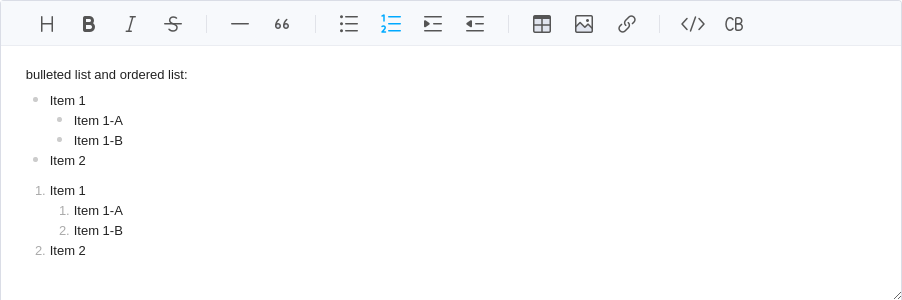 H B I S — 66 </> CB
bulleted list and ordered list:
Item 1
Item 1-A
Item 1-B
Item 2
1. Item 1
1. Item 1-A
2. Item 1-B
2. Item 2